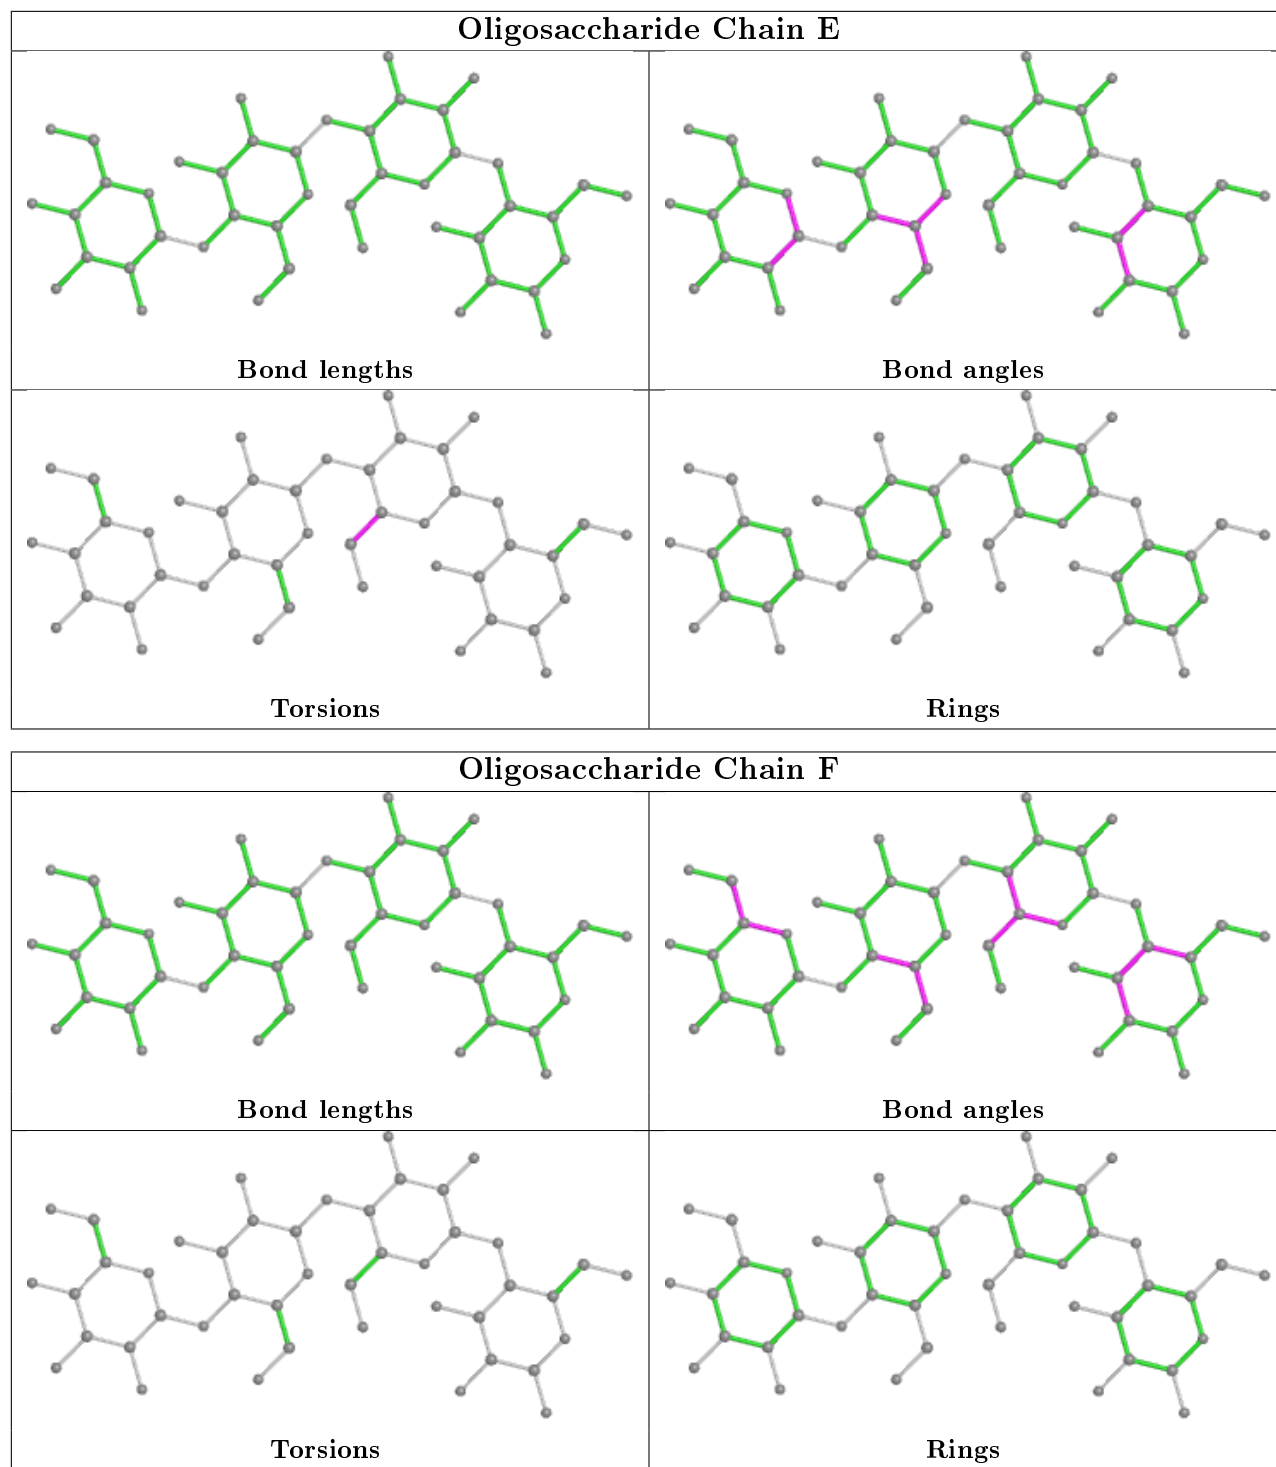 Oligosaccharide Chain E
Bond lengths
Bond angles
Torsions
Rings
Oligosaccharide Chain F
Bond lengths
Bond angles
Torsions
Rings